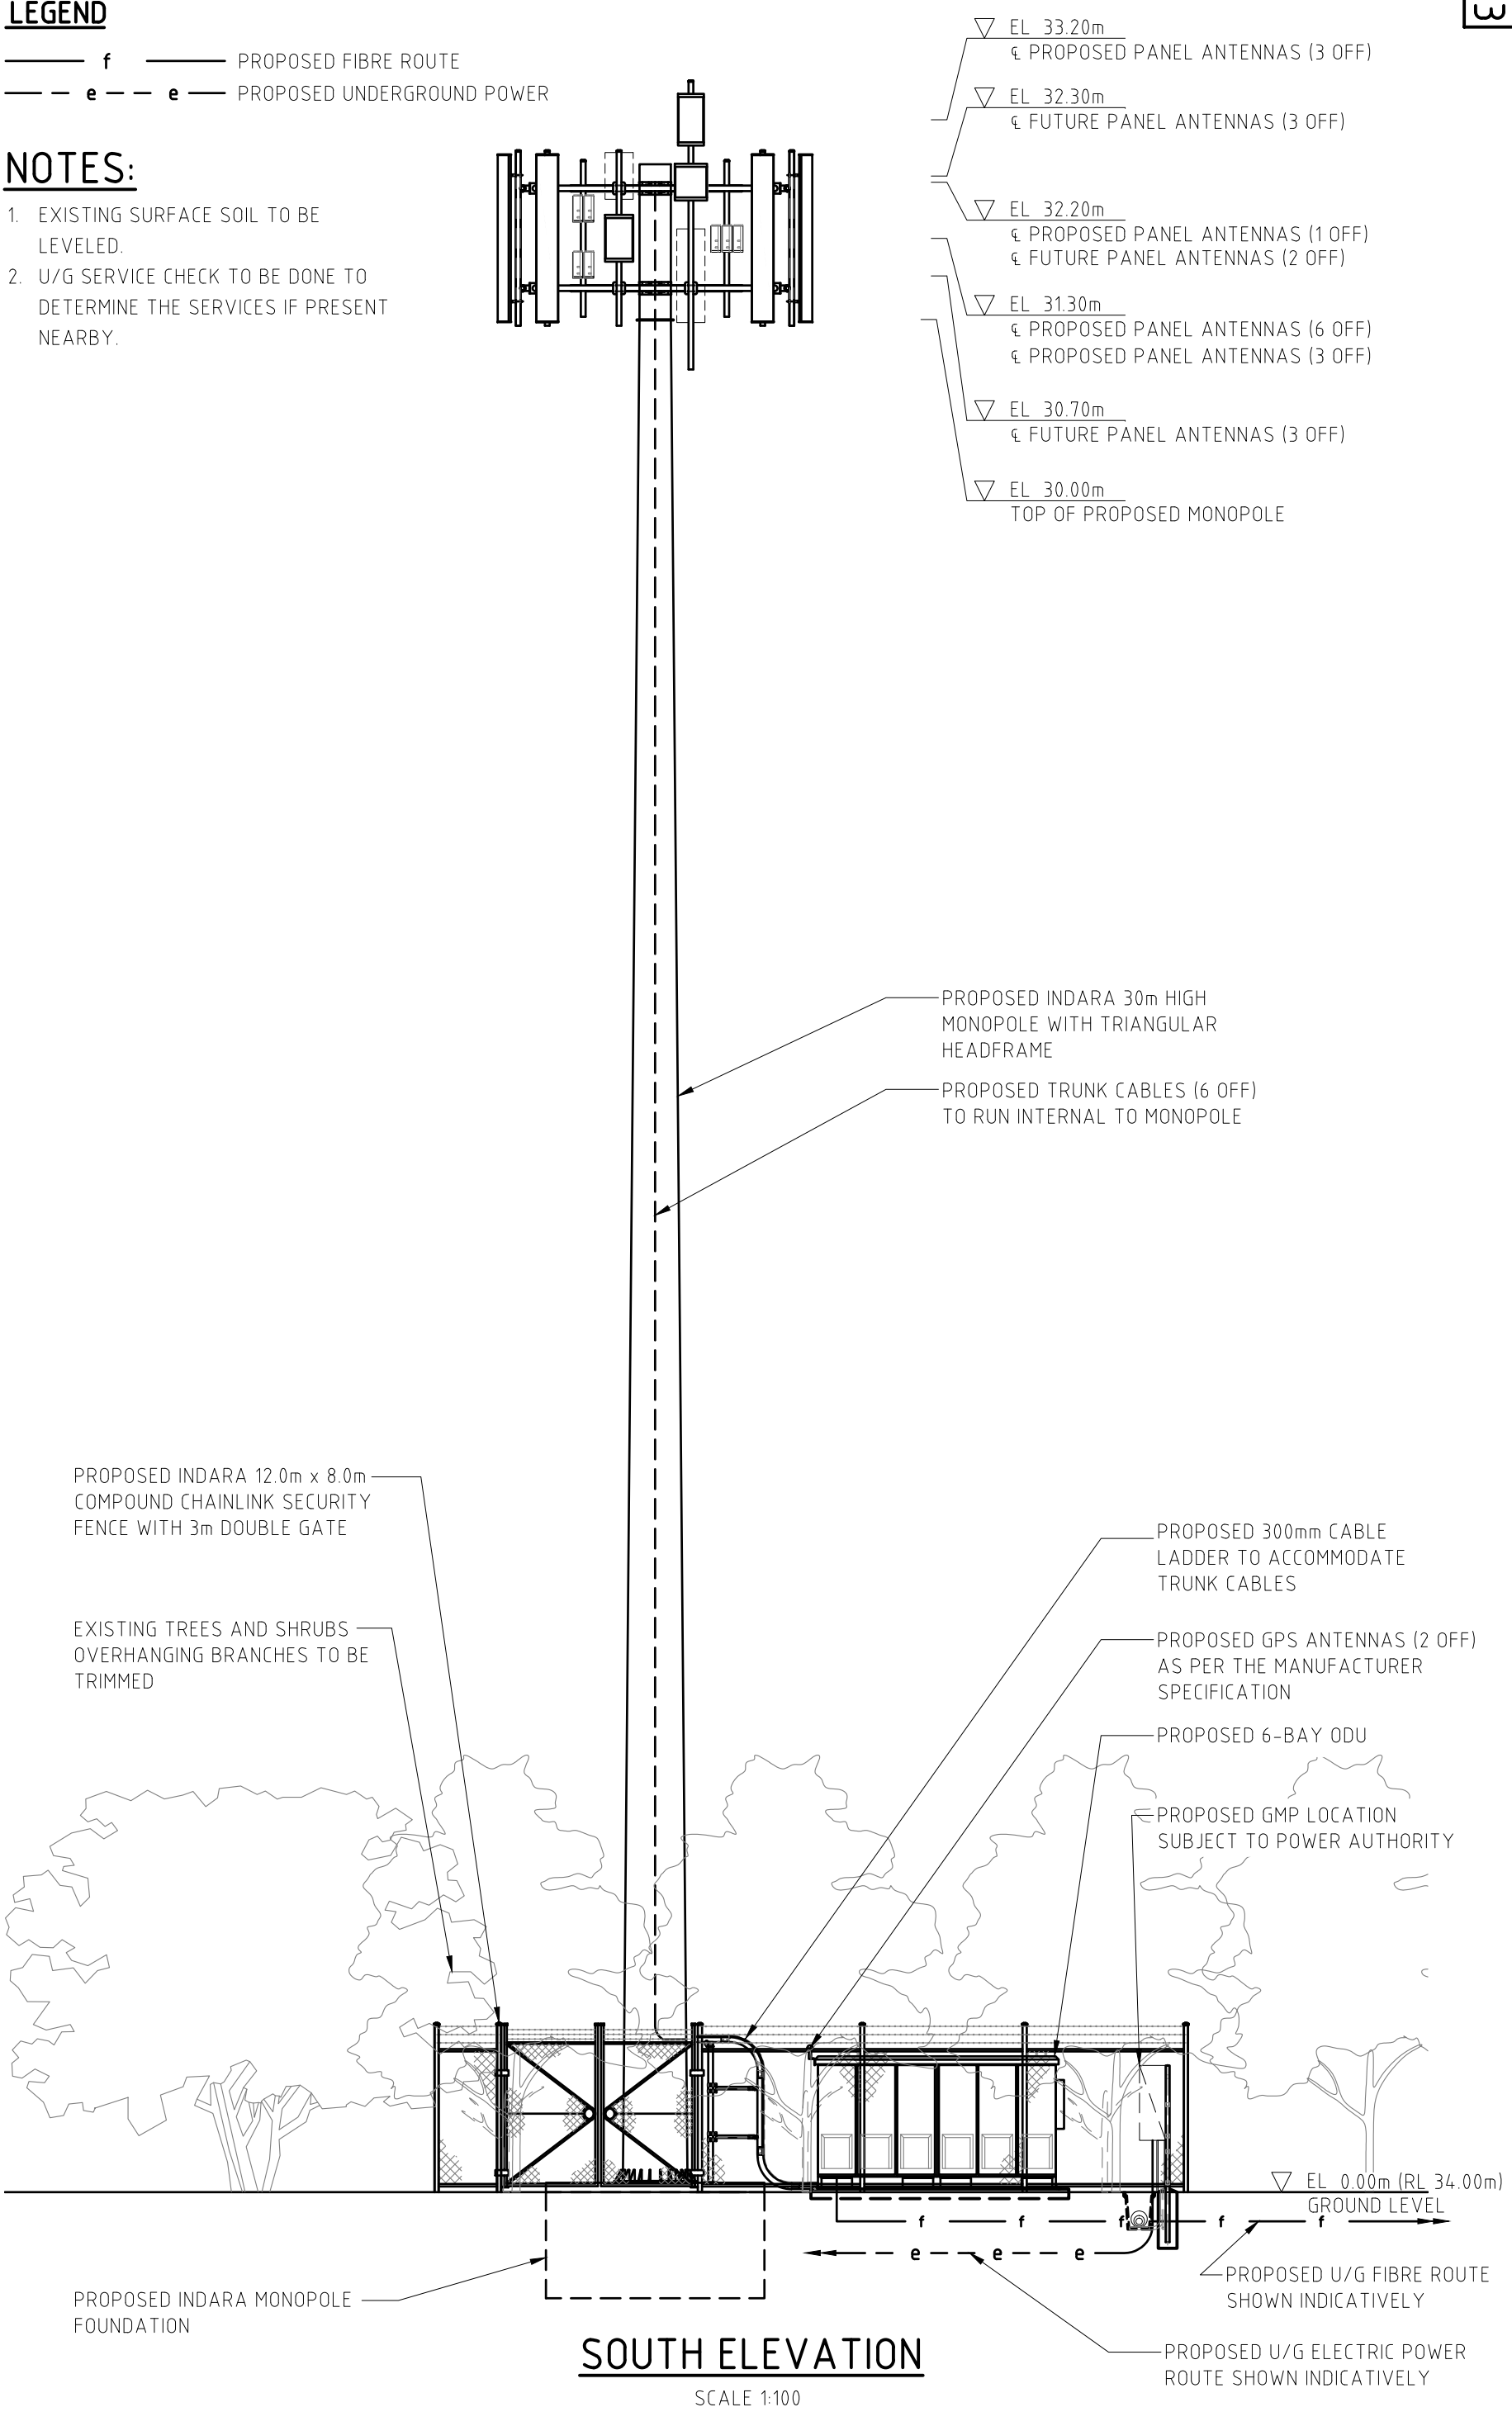 LEGEND
f PROPOSED FIBRE ROUTE
e e PROPOSED UNDERGROUND POWER
NOTES:
1. EXISTING SURFACE SOIL TO BE
LEVELED.
2. U/G SERVICE CHECK TO BE DONE TO
DETERMINE THE SERVICES IF PRESENT
NEARBY.
3
EL 33.20m
℄ PROPOSED PANEL ANTENNAS (3 OFF)
EL 32.30m
℄ FUTURE PANEL ANTENNAS (3 OFF)
EL 32.20m
℄ PROPOSED PANEL ANTENNAS (1 OFF)
℄ FUTURE PANEL ANTENNAS (2 OFF)
EL 31.30m
℄ PROPOSED PANEL ANTENNAS (6 OFF)
℄ PROPOSED PANEL ANTENNAS (3 OFF)
EL 30.70m
℄ FUTURE PANEL ANTENNAS (3 OFF)
EL 30.00m
TOP OF PROPOSED MONOPOLE
PROPOSED INDARA 30m HIGH
MONOPOLE WITH TRIANGULAR
HEADFRAME
PROPOSED TRUNK CABLES (6 OFF)
TO RUN INTERNAL TO MONOPOLE
PROPOSED INDARA 12.0m x 8.0m
COMPOUND CHAINLINK SECURITY
FENCE WITH 3m DOUBLE GATE
EXISTING TREES AND SHRUBS
OVERHANGING BRANCHES TO BE
TRIMMED
PROPOSED 300mm CABLE
LADDER TO ACCOMMODATE
TRUNK CABLES
PROPOSED GPS ANTENNAS (2 OFF)
AS PER THE MANUFACTURER
SPECIFICATION
PROPOSED 6-BAY ODU
PROPOSED GMP LOCATION
SUBJECT TO POWER AUTHORITY
EL 0.00m (RL 34.00m)
GROUND LEVEL
f f f f f
e e e
PROPOSED U/G FIBRE ROUTE
SHOWN INDICATIVELY
PROPOSED INDARA MONOPOLE
FOUNDATION
PROPOSED U/G ELECTRIC POWER
ROUTE SHOWN INDICATIVELY
SOUTH ELEVATION
SCALE 1:100